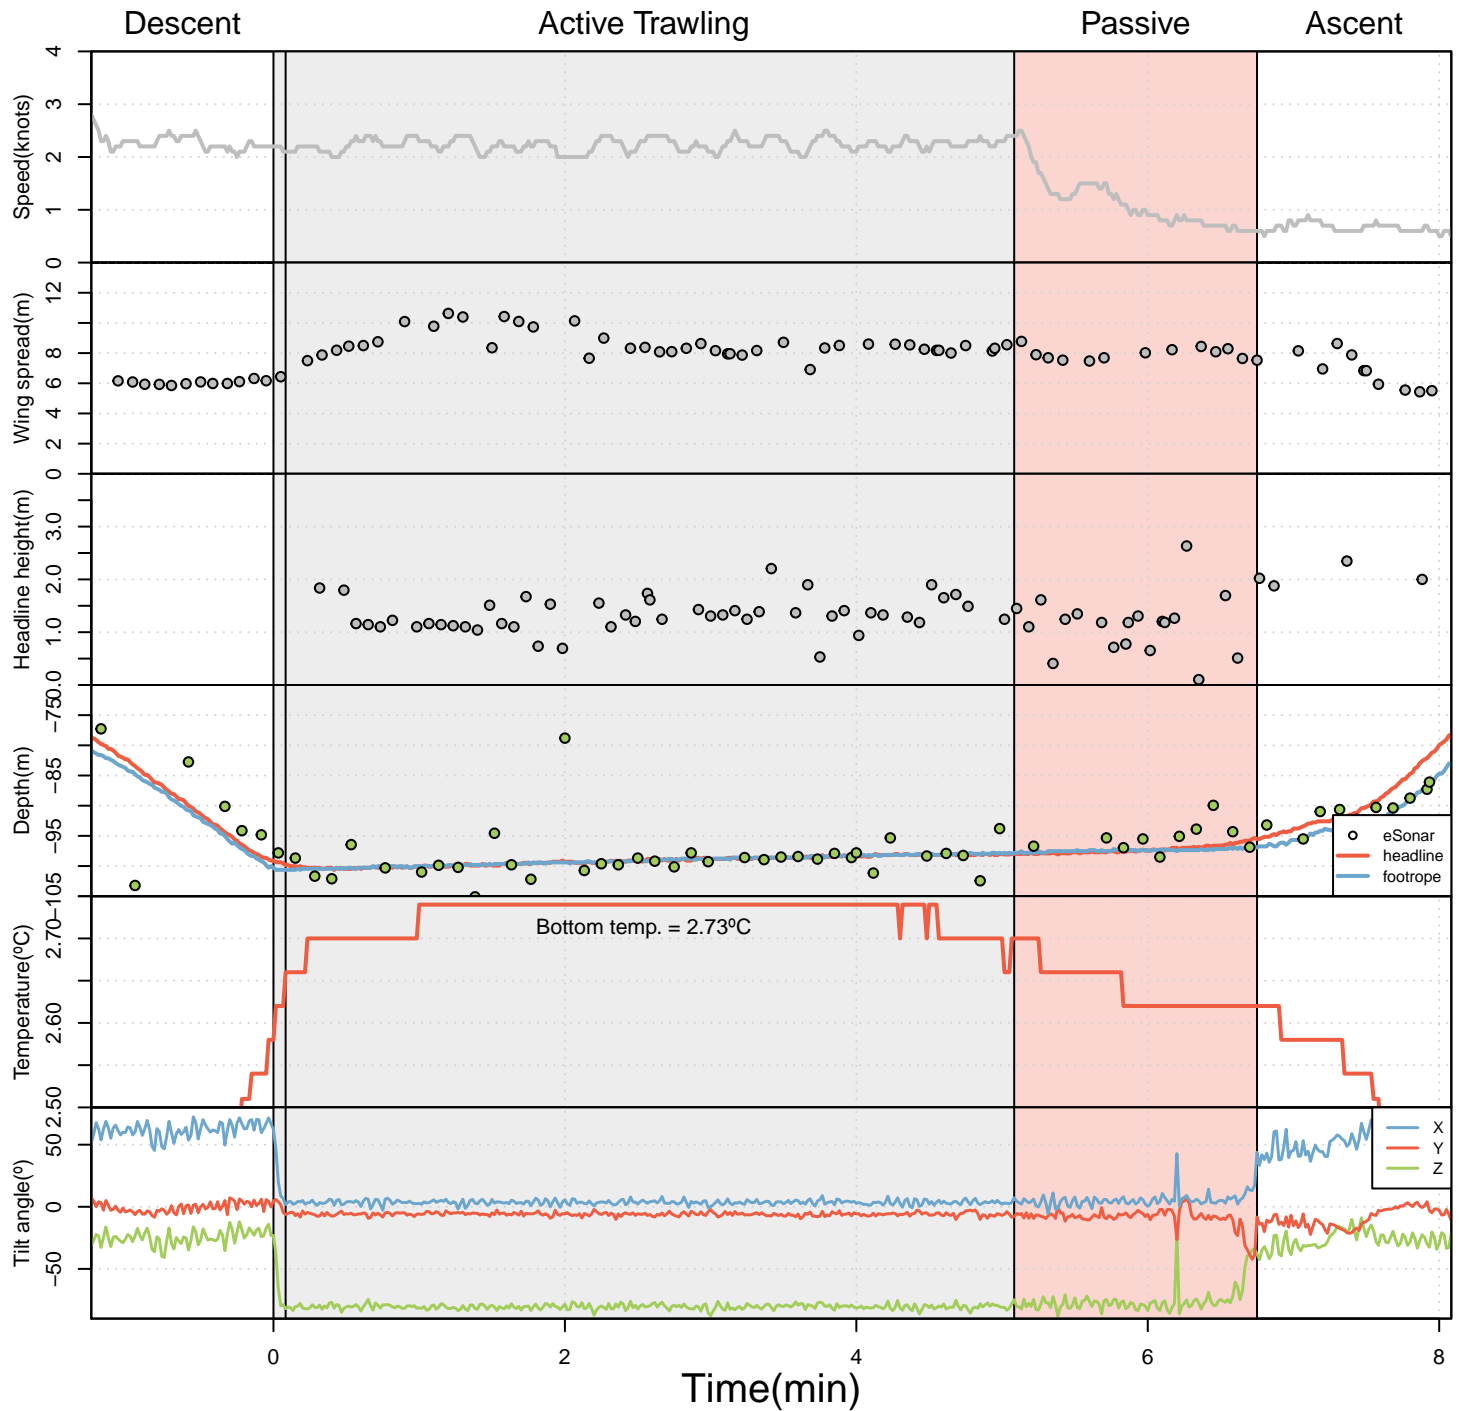 Descent Active Trawling Passive Ascent
Speed(knots)
4
3
2
1
0
Wing spread(m)
12
8
6
4
2
0
Headline height(m)
3.0
2.0
1.0
0.0
Depth(m)
−75
−85
−95
−105
eSonar
headline
footrope
Temperature(ºC)
2.70
2.60
2.50
Bottom temp. = 2.73ºC
Tilt angle(º)
50
0
−50
X
Y
Z
0 2 4 6 8
Time(min)